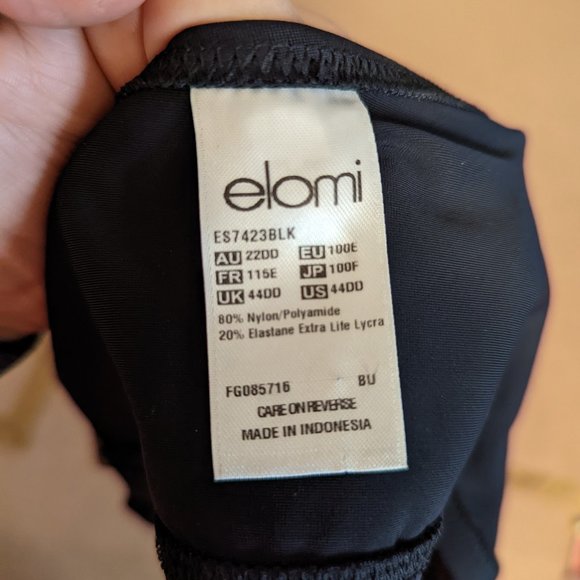 elomi
ES7423BLK
AU 22DD EU 100E
FR 115E JP 100F
UK 44DD US 44DD
80% Nylon/Polyamide
20% Elastane Extra Life Lycra
FG085716 BU
CARE ON REVERSE
MADE IN INDONESIA